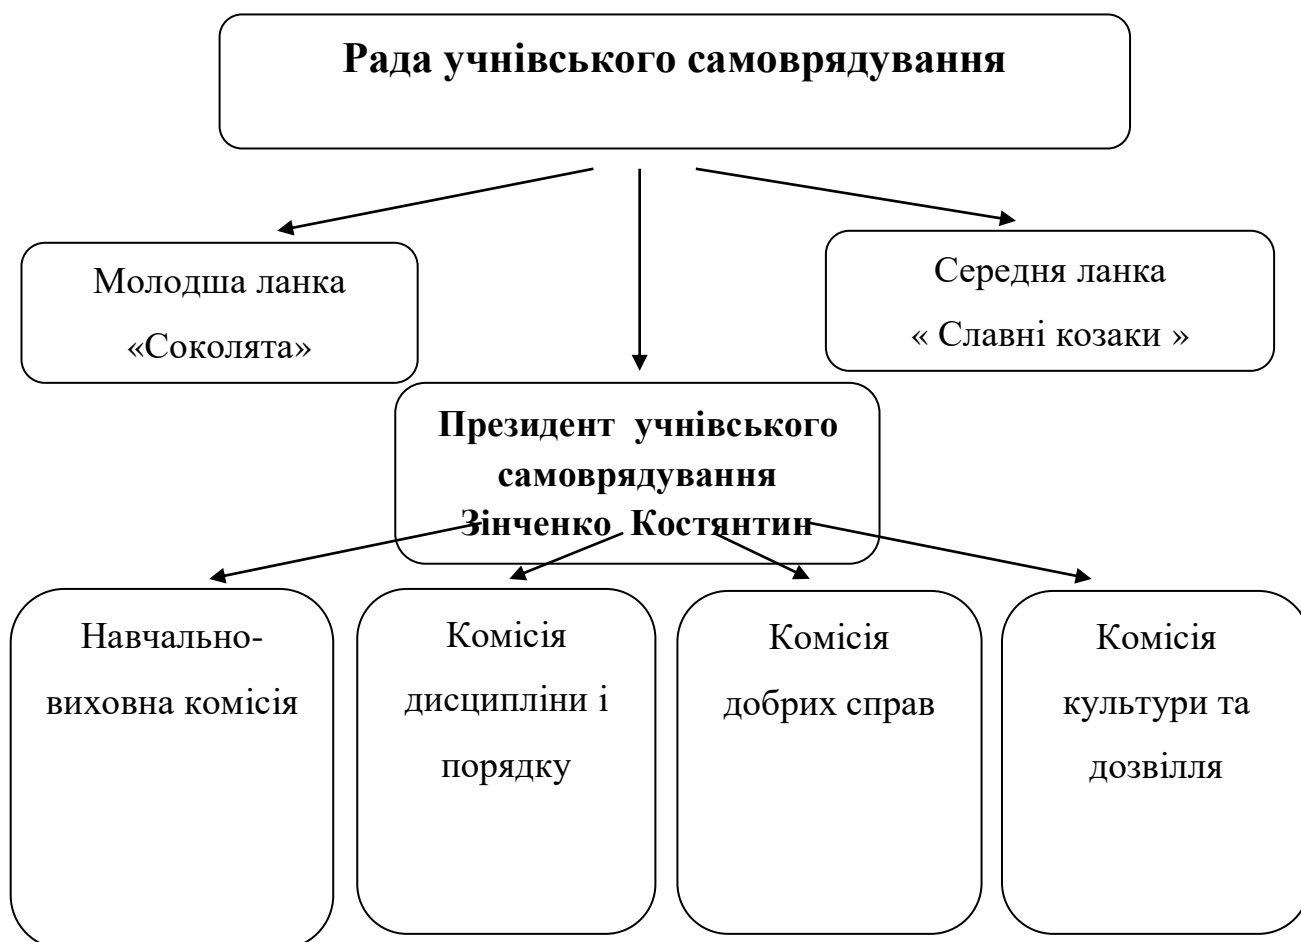 Рада учнівського самоврядування
Молодша ланка
«Соколята»
Середня ланка
« Славні козаки »
Президент учнівського
самоврядування
Зінченко Костянтин
Навчально-
виховна комісія
Комісія
дисципліни і
порядку
Комісія
добрих справ
Комісія
культури та
дозвілля